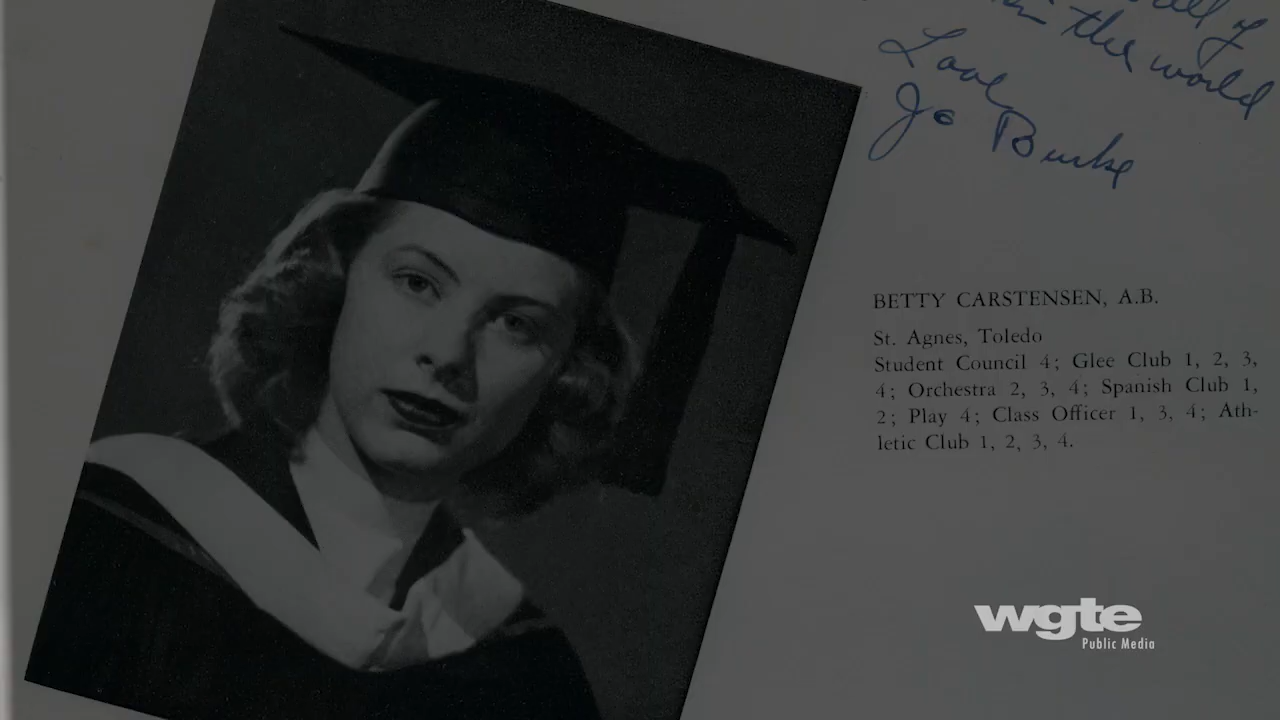 in the world
Love
Jo Burke
BETTY CARSTENSEN, A.B.
St. Agnes, Toledo
Student Council 4; Glee Club 1, 2, 3,
4; Orchestra 2, 3, 4; Spanish Club 1,
2; Play 4; Class Officer 1, 3, 4; Ath-
letic Club 1, 2, 3, 4.
wgte
Public Media